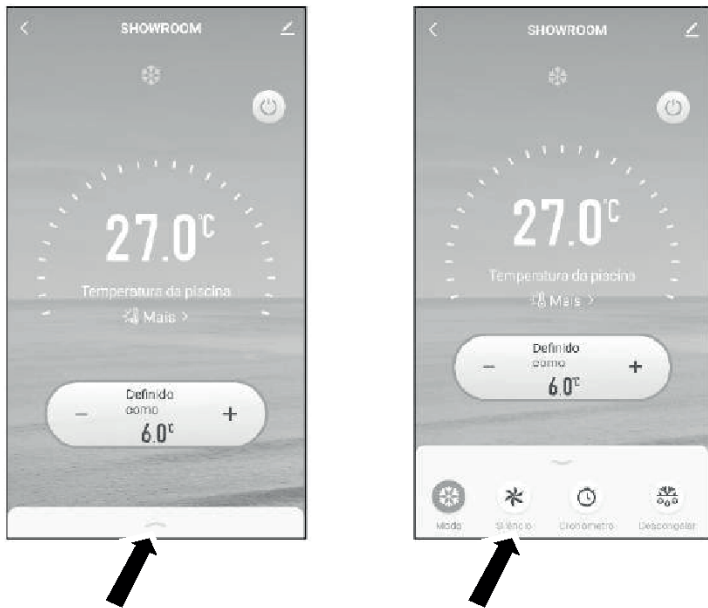 SHOWROOM
27.0°C
Temperatura da piscina
Mais >
Definido
como
6.0°C
SHOWROOM
27.0°C
Temperatura da piscina
Mais >
Definido
como
6.0°C
Modo Silêncio Cronómetro Descongelar